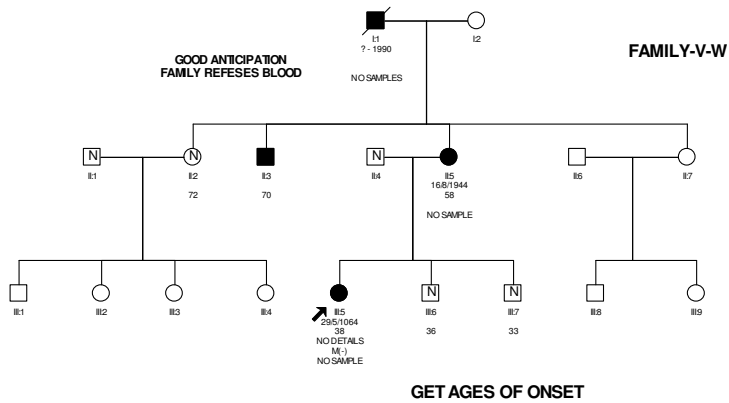 I:1
? - 1990
I:2
GOOD ANTICIPATION
FAMILY REFESES BLOOD
NO SAMPLES
FAMILY-V-W
N
N
N
II:1
II:2
72
II:3
70
II:4
II:5
16/8/1944
58
NO SAMPLE
II:6
II:7
N
N
III:1
III:2
III:3
III:4
III:5
29/5/1064
38
NO DETAILS
M(-)
NO SAMPLE
III:6
36
III:7
33
III:8
III:9
GET AGES OF ONSET